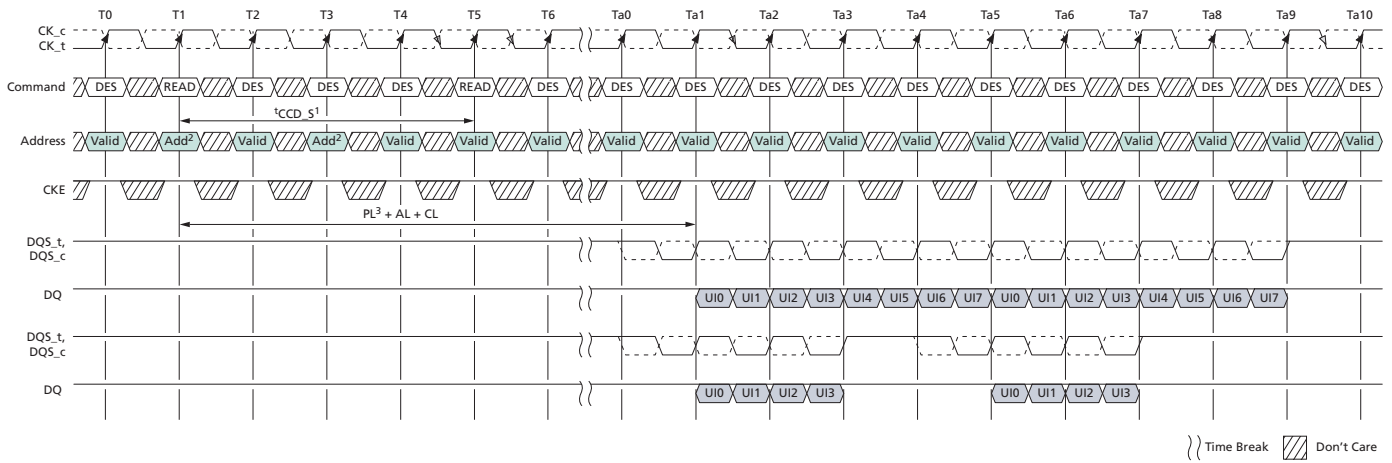 T0 T1 T2 T3 T4 T5 T6 Ta0 Ta1 Ta2 Ta3 Ta4 Ta5 Ta6 Ta7 Ta8 Ta9 Ta10
CK_c
CK_t
Command DES READ DES DES DES READ DES DES DES DES DES DES DES DES DES DES DES DES
tCCD_S1
Address Valid Add2 Valid Add2 Valid Valid Valid Valid Valid Valid Valid Valid Valid Valid Valid Valid Valid Valid
CKE
PL3 + AL + CL
DQS_t,
DQS_c
DQ UI0 UI1 UI2 UI3 UI4 UI5 UI6 UI7 UI0 UI1 UI2 UI3 UI4 UI5 UI6 UI7
DQS_t,
DQS_c
DQ UI0 UI1 UI2 UI3 UI0 UI1 UI2 UI3
Time Break Don't Care